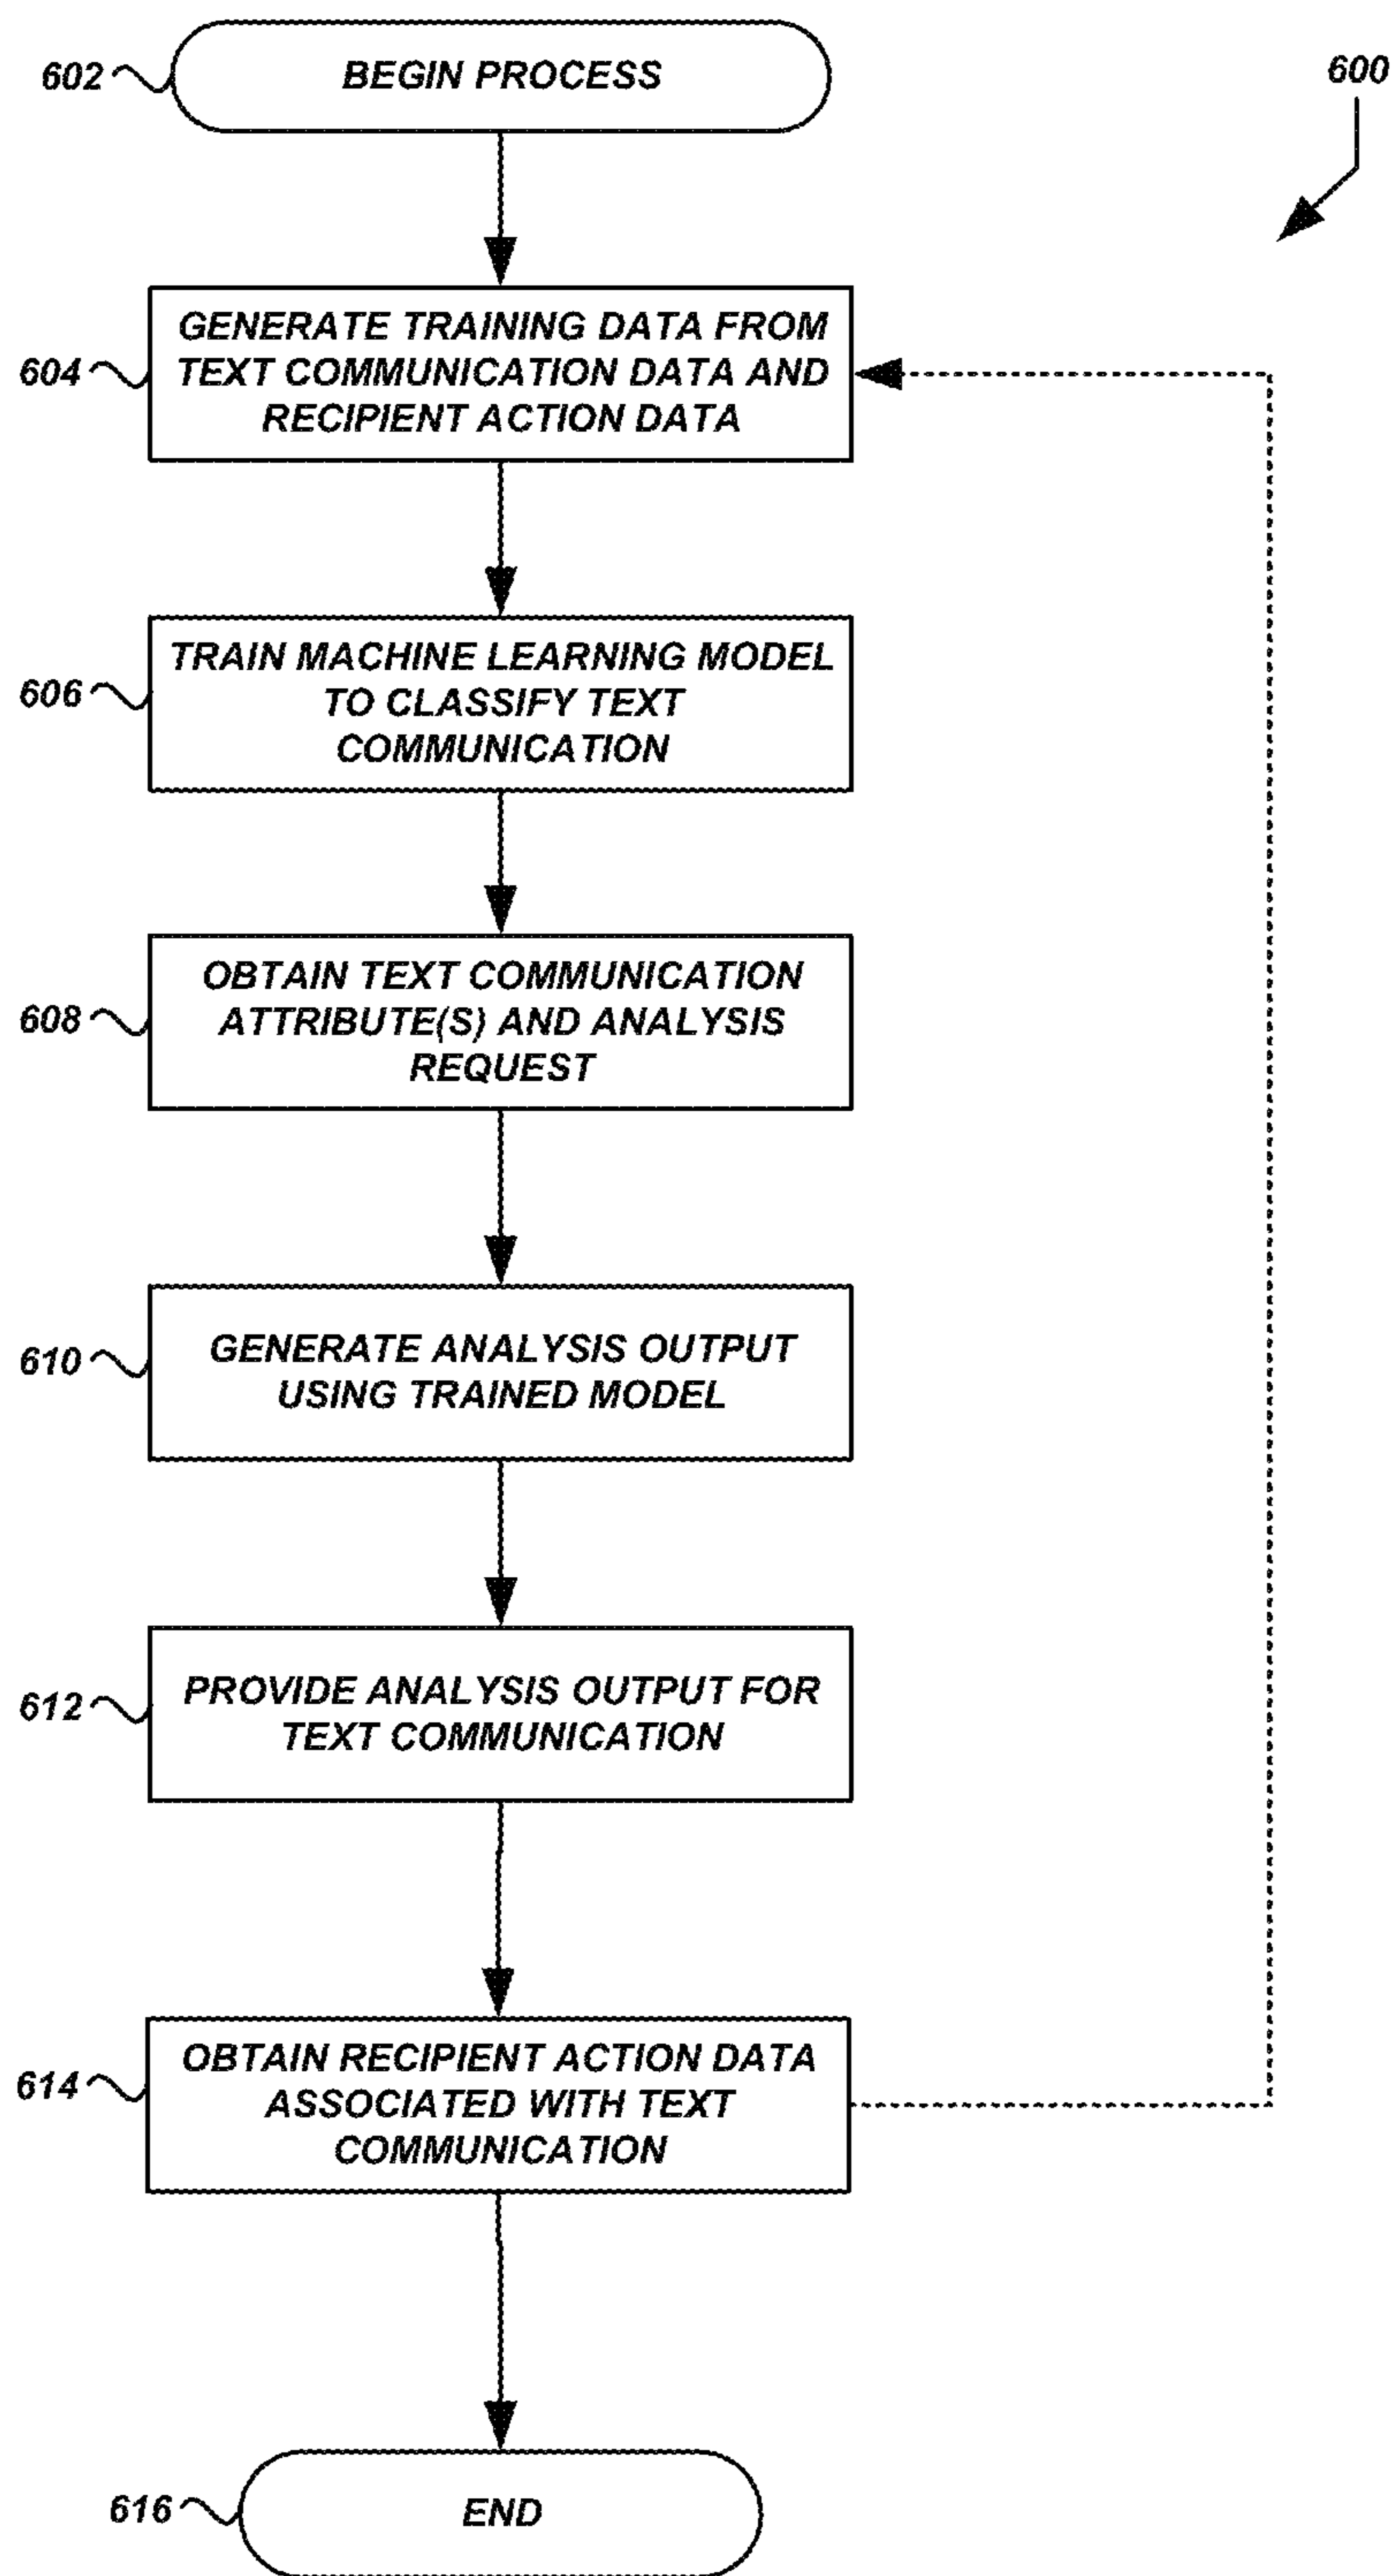 602
BEGIN PROCESS
600
604
GENERATE TRAINING DATA FROM
TEXT COMMUNICATION DATA AND
RECIPIENT ACTION DATA
606
TRAIN MACHINE LEARNING MODEL
TO CLASSIFY TEXT
COMMUNICATION
608
OBTAIN TEXT COMMUNICATION
ATTRIBUTE(S) AND ANALYSIS
REQUEST
610
GENERATE ANALYSIS OUTPUT
USING TRAINED MODEL
612
PROVIDE ANALYSIS OUTPUT FOR
TEXT COMMUNICATION
614
OBTAIN RECIPIENT ACTION DATA
ASSOCIATED WITH TEXT
COMMUNICATION
616
END